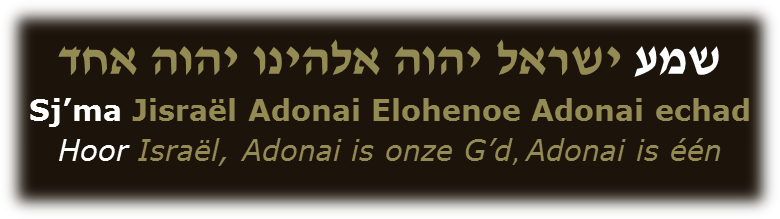 שמע ישראל יהוה אלהינו יהוה אחד
Sj’ma Jisraël Adonai Elohenoe Adonai echad
Hoor Israël, Adonai is onze G’d, Adonai is één